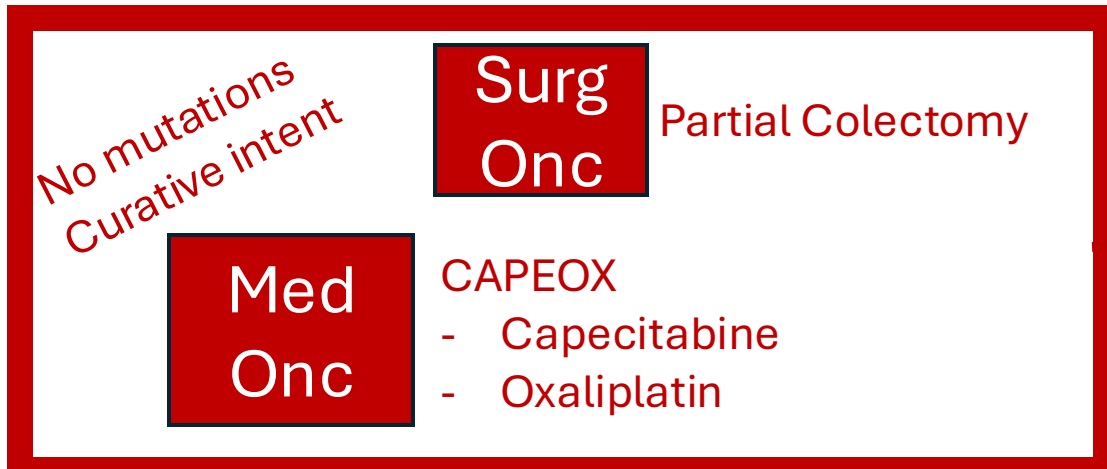 No mutations
Curative intent
Surg
Onc
Partial Colectomy
Med
Onc
CAPEOX
- Capecitabine
- Oxaliplatin